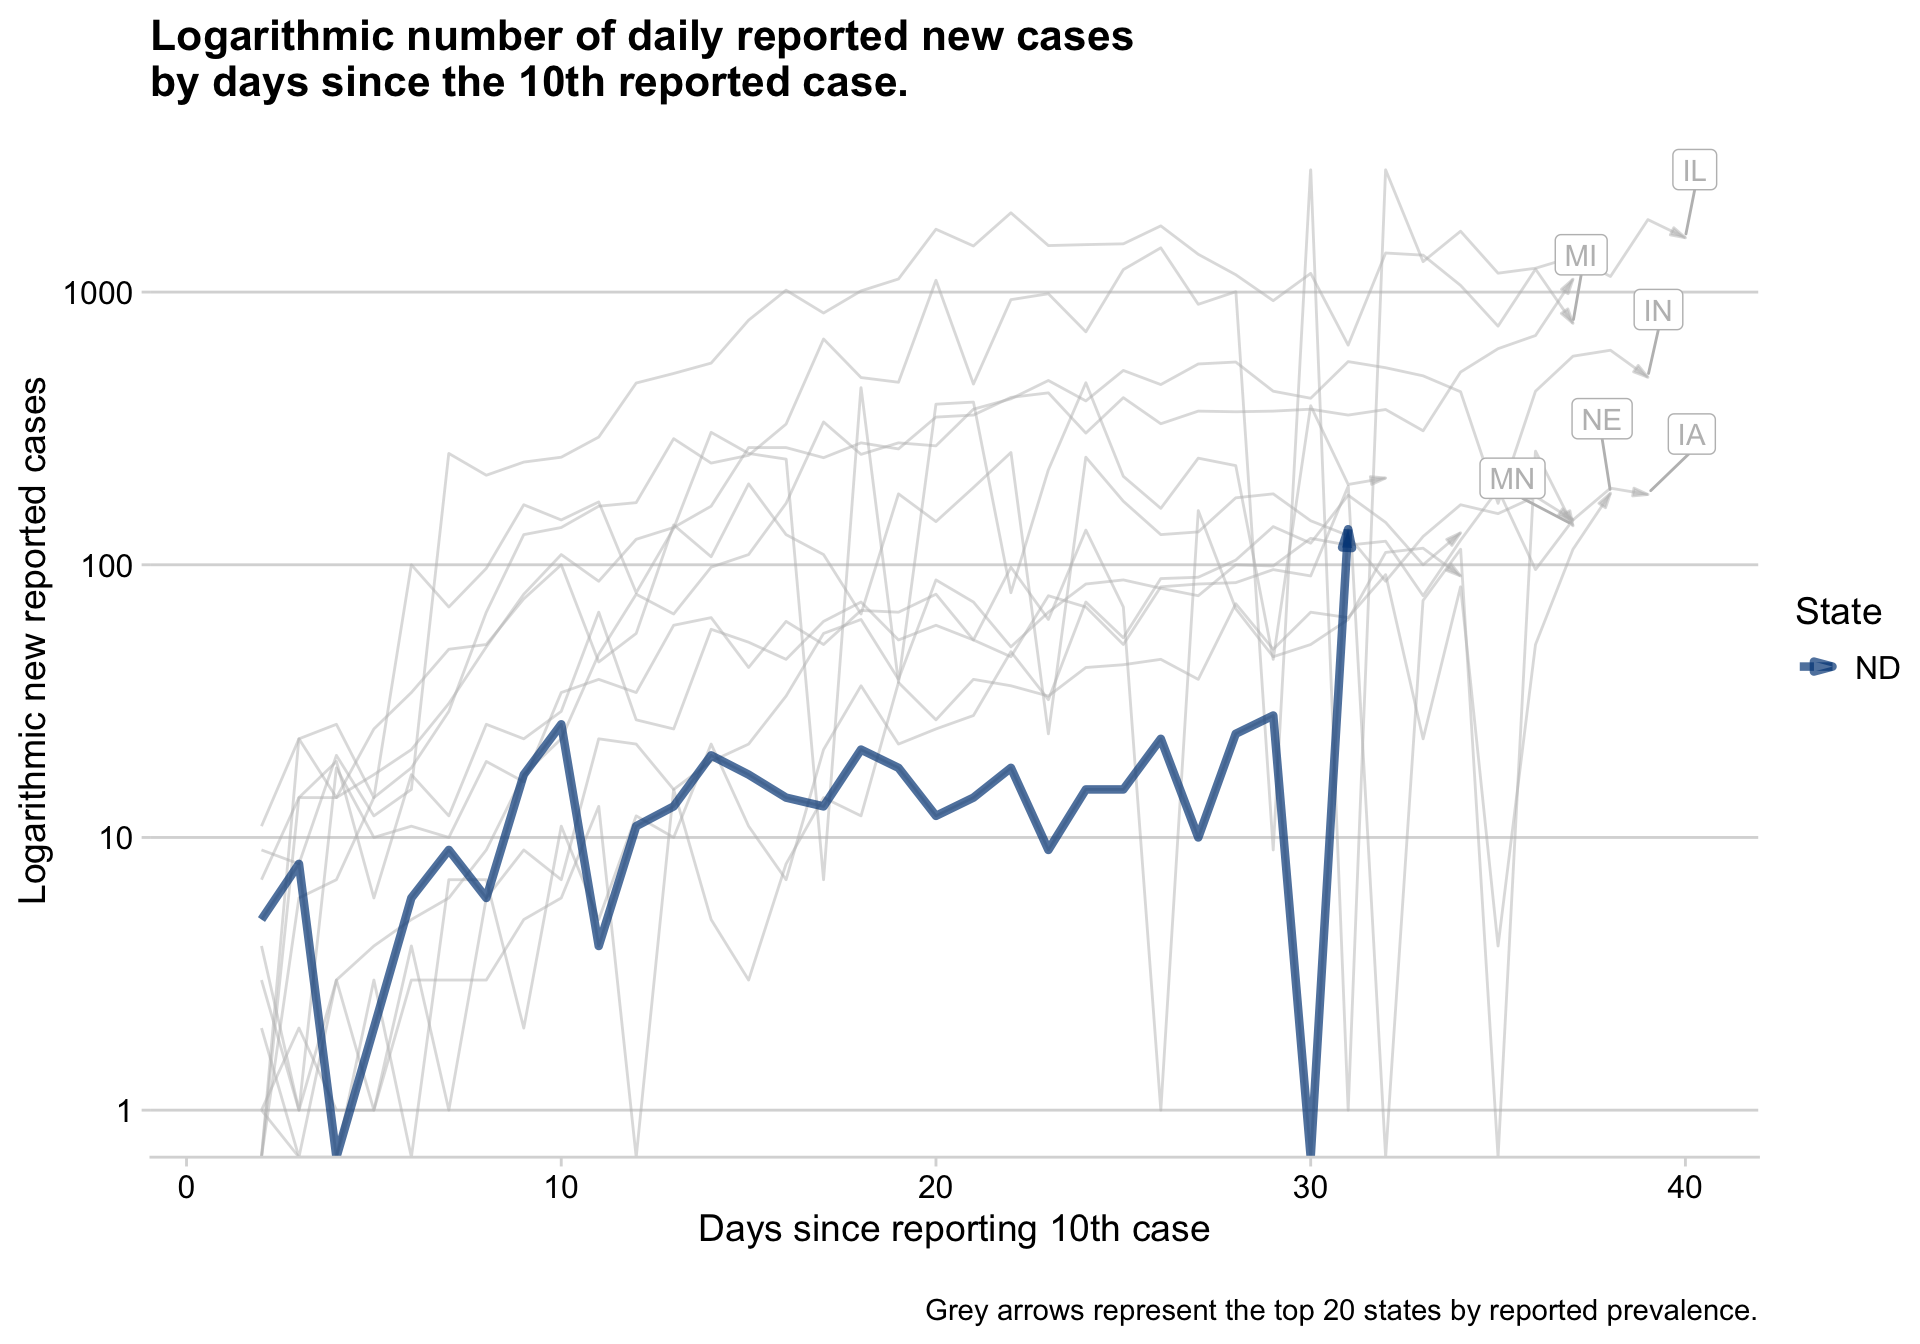 Logarithmic number of daily reported new cases
by days since the 10th reported case.
IL
MI
1000
IN
NE
IA
MN
100
10
1
Logarithmic new reported cases
State
ND
0 10 20 30 40
Days since reporting 10th case
Grey arrows represent the top 20 states by reported prevalence.